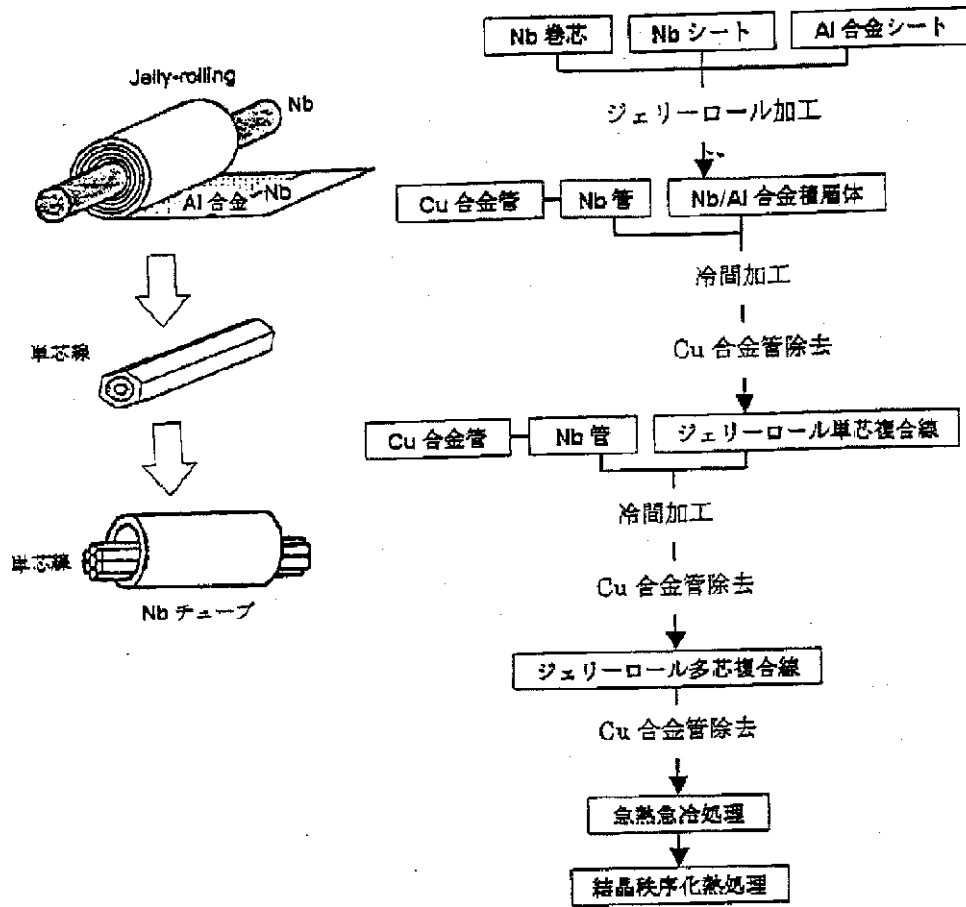 Jelly-rolling
Nb
Al 合金
Nb
単芯線
単芯線
Nb チューブ
Nb 巻芯
Nb シート
Al 合金シート
ジェリーロール加工
Cu 合金管
Nb 管
Nb/Al 合金積層体
冷間加工
Cu 合金管除去
Cu 合金管
Nb 管
ジェリーロール単芯複合線
冷間加工
Cu 合金管除去
ジェリーロール多芯複合線
Cu 合金管除去
急熱急冷処理
結晶秩序化熱処理